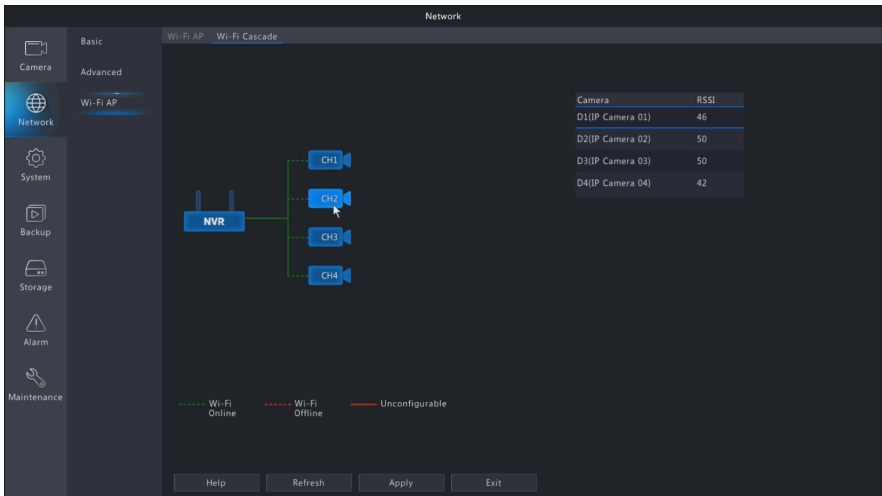 Network
Camera
Network
System
Backup
Storage
Alarm
Maintenance
Basic
Advanced
Wi-Fi AP
Wi-Fi AP Wi-Fi Cascade
NVR
CH1
CH2
CH3
CH4
Camera RSSI
D1(IP Camera 01) 46
D2(IP Camera 02) 50
D3(IP Camera 03) 50
D4(IP Camera 04) 42
Wi-Fi
Online
Wi-Fi
Offline
Unconfigurable
Help Refresh Apply Exit